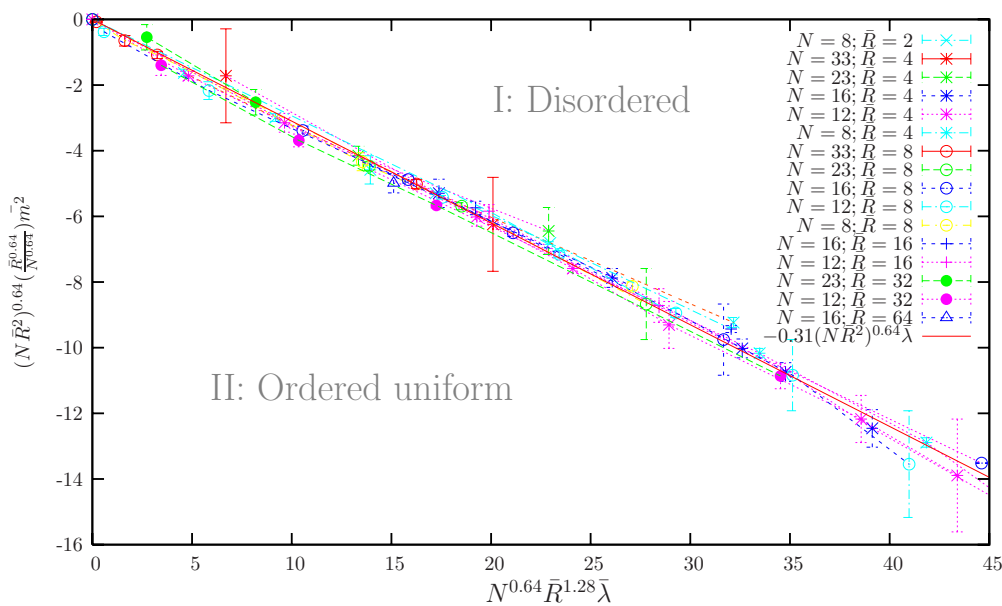 0
-2
-4
-6
-8
-10
-12
-14
-16
0 5 10 15 20 25 30 35 40 45
(NR̄²)^0.64(R̄^0.64/N^0.64)m̄²
N^0.64 R̄^1.28 λ̄
I: Disordered
II: Ordered uniform
N = 8; R̄ = 2
N = 33; R̄ = 4
N = 23; R̄ = 4
N = 16; R̄ = 4
N = 12; R̄ = 4
N = 8; R̄ = 4
N = 33; R̄ = 8
N = 23; R̄ = 8
N = 16; R̄ = 8
N = 12; R̄ = 8
N = 8; R̄ = 8
N = 16; R̄ = 16
N = 12; R̄ = 16
N = 23; R̄ = 32
N = 12; R̄ = 32
N = 16; R̄ = 64
−0.31(NR̄²)^0.64 λ̄